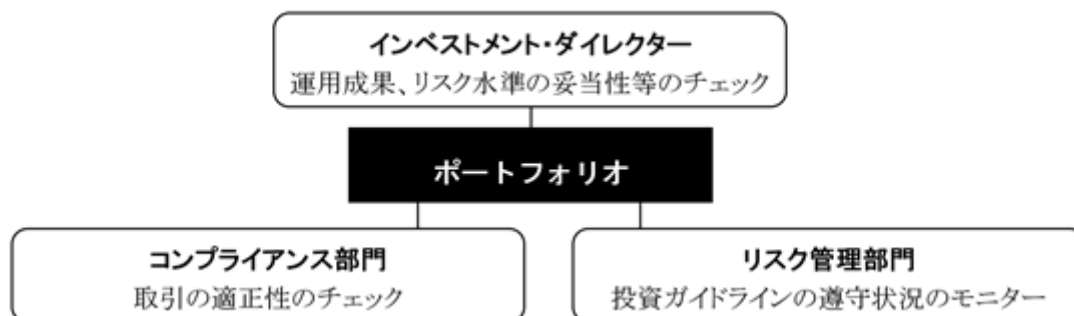 インベストメント・ダイレクター
運用成果、リスク水準の妥当性等のチェック
ポートフォリオ
コンプライアンス部門
取引の適正性のチェック
リスク管理部門
投資ガイドラインの遵守状況のモニター